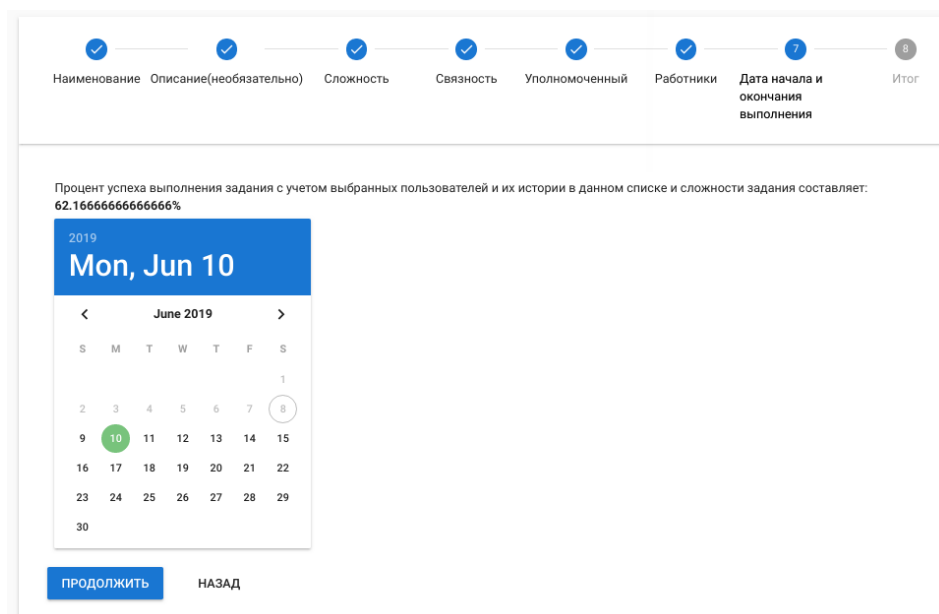 7 8
Наименование Описание(необязательно) Сложность Связность Уполномоченный Работники Дата начала и Итог
окончания
выполнения
Процент успеха выполнения задания с учетом выбранных пользователей и их истории в данном списке и сложности задания составляет:
62.16666666666666%
2019
Mon, Jun 10
June 2019
S M T W T F S
1
2 3 4 5 6 7 8
9 10 11 12 13 14 15
16 17 18 19 20 21 22
23 24 25 26 27 28 29
30
ПРОДОЛЖИТЬ НАЗАД